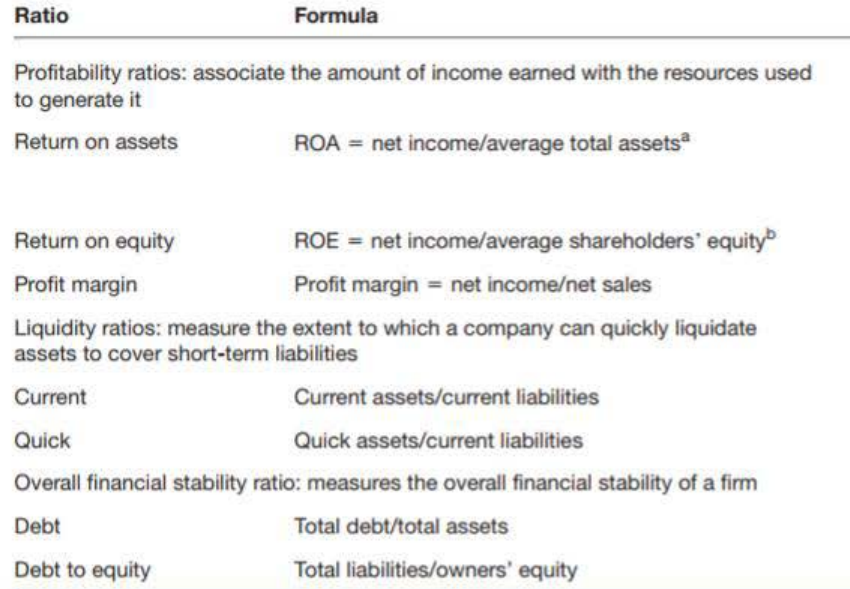 Ratio Formula
Profitability ratios: associate the amount of income earned with the resources used
to generate it
Return on assets ROA = net income/average total assetsᵃ
Return on equity ROE = net income/average shareholders' equityᵇ
Profit margin Profit margin = net income/net sales
Liquidity ratios: measure the extent to which a company can quickly liquidate
assets to cover short-term liabilities
Current Current assets/current liabilities
Quick Quick assets/current liabilities
Overall financial stability ratio: measures the overall financial stability of a firm
Debt Total debt/total assets
Debt to equity Total liabilities/owners' equity